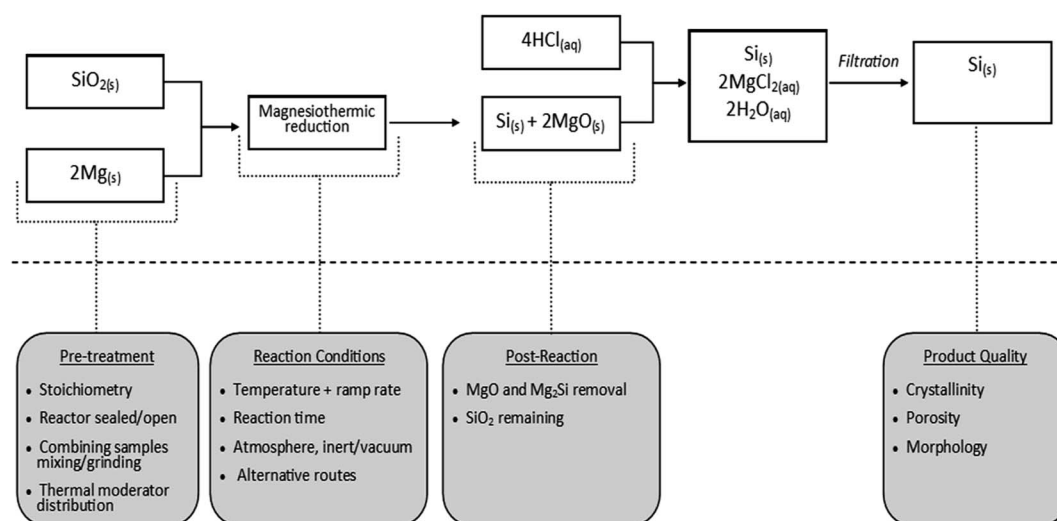 SiO₂₍ₛ₎
2Mg₍ₛ₎
Magnesiothermic
reduction
4HCl(aq)
Si(s) + 2MgO(s)
Si(s)
2MgCl₂(aq)
2H₂O(aq)
Filtration
Si(s)
Pre-treatment
• Stoichiometry
• Reactor sealed/open
• Combining samples
mixing/grinding
• Thermal moderator
distribution
Reaction Conditions
• Temperature + ramp rate
• Reaction time
• Atmosphere, inert/vacuum
• Alternative routes
Post-Reaction
• MgO and Mg₂Si removal
• SiO₂ remaining
Product Quality
• Crystallinity
• Porosity
• Morphology